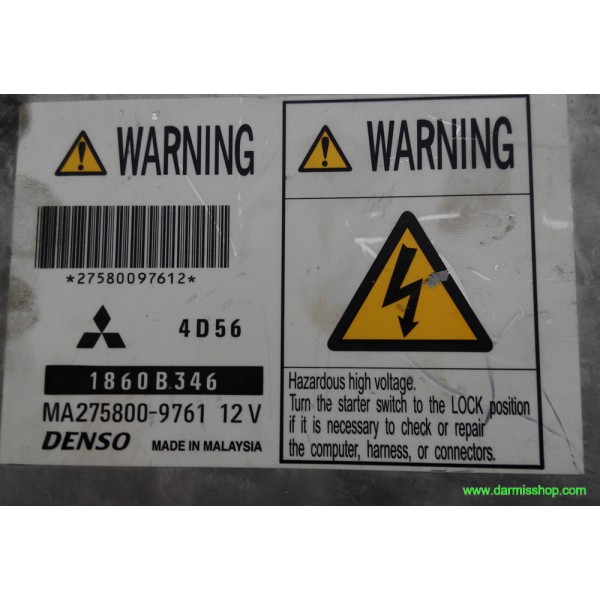 WARNING
*27580097612*
4D56
1860B346
MA275800-9761 12V
DENSO MADE IN MALAYSIA
WARNING
Hazardous high voltage.
Turn the starter switch to the LOCK position
if it is necessary to check or repair
the computer, harness, or connectors.
www.darmisshop.com